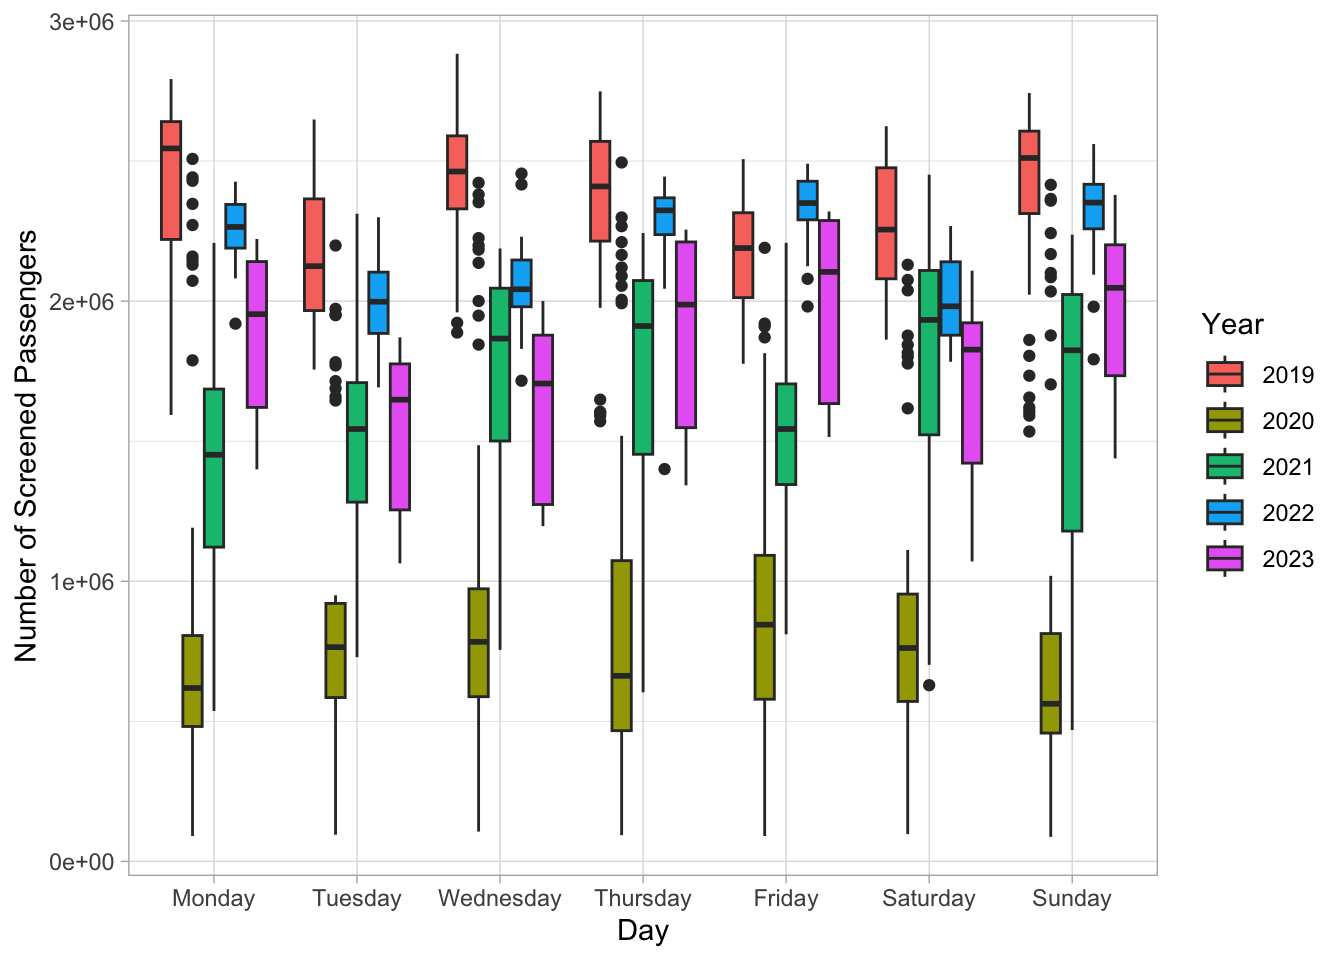 Number of Screened Passengers
3e+06
2e+06
1e+06
0e+00
Monday
Tuesday
Wednesday
Thursday
Friday
Saturday
Sunday
Day
Year
2019
2020
2021
2022
2023